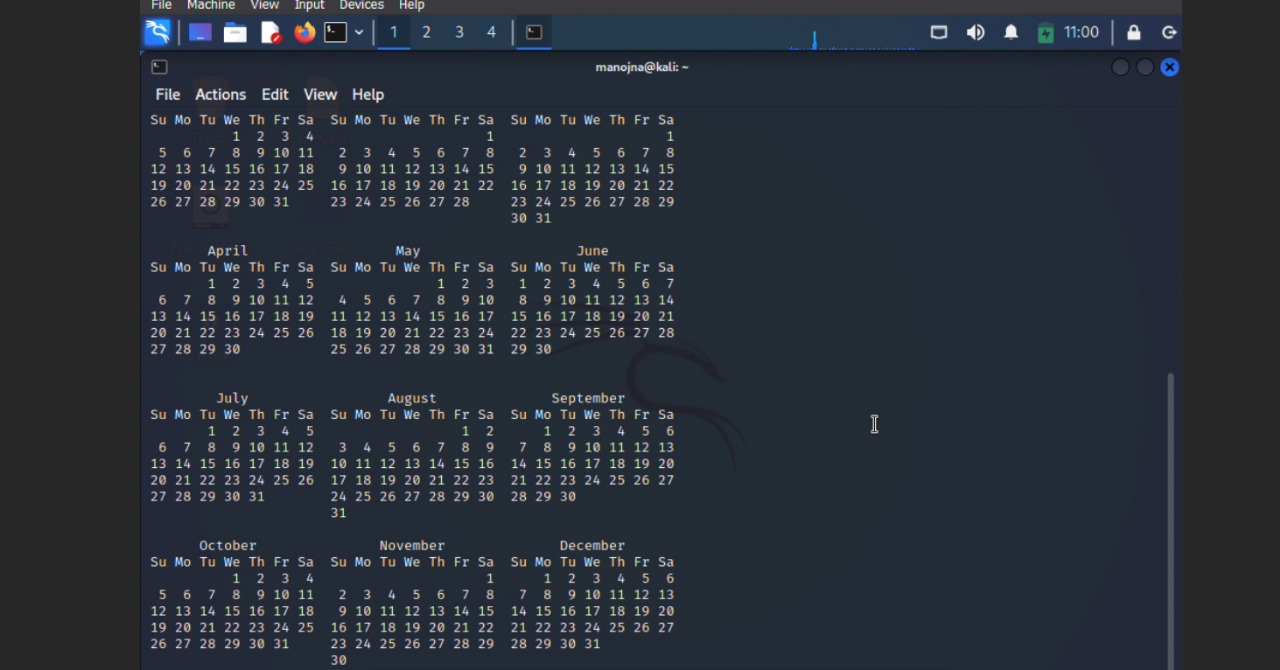 File Machine View Input Devices Help
1 2 3 4 11:00
manojna@kali: ~
File Actions Edit View Help
Su Mo Tu We Th Fr Sa Su Mo Tu We Th Fr Sa Su Mo Tu We Th Fr Sa
1 2 3 4 1 1
5 6 7 8 9 10 11 2 3 4 5 6 7 8 2 3 4 5 6 7 8
12 13 14 15 16 17 18 9 10 11 12 13 14 15 9 10 11 12 13 14 15
19 20 21 22 23 24 25 16 17 18 19 20 21 22 16 17 18 19 20 21 22
26 27 28 29 30 31 23 24 25 26 27 28 23 24 25 26 27 28 29
30 31
April May June
Su Mo Tu We Th Fr Sa Su Mo Tu We Th Fr Sa Su Mo Tu We Th Fr Sa
1 2 3 4 5 1 2 3 1 2 3 4 5 6 7
6 7 8 9 10 11 12 4 5 6 7 8 9 10 8 9 10 11 12 13 14
13 14 15 16 17 18 19 11 12 13 14 15 16 17 15 16 17 18 19 20 21
20 21 22 23 24 25 26 18 19 20 21 22 23 24 22 23 24 25 26 27 28
27 28 29 30 25 26 27 28 29 30 31 29 30
July August September
Su Mo Tu We Th Fr Sa Su Mo Tu We Th Fr Sa Su Mo Tu We Th Fr Sa
1 2 3 4 5 1 2 1 2 3 4 5 6
6 7 8 9 10 11 12 3 4 5 6 7 8 9 7 8 9 10 11 12 13
13 14 15 16 17 18 19 10 11 12 13 14 15 16 14 15 16 17 18 19 20
20 21 22 23 24 25 26 17 18 19 20 21 22 23 21 22 23 24 25 26 27
27 28 29 30 31 24 25 26 27 28 29 30 28 29 30
31
October November December
Su Mo Tu We Th Fr Sa Su Mo Tu We Th Fr Sa Su Mo Tu We Th Fr Sa
1 2 3 4 1 1 2 3 4 5 6
5 6 7 8 9 10 11 2 3 4 5 6 7 8 7 8 9 10 11 12 13
12 13 14 15 16 17 18 9 10 11 12 13 14 15 14 15 16 17 18 19 20
19 20 21 22 23 24 25 16 17 18 19 20 21 22 21 22 23 24 25 26 27
26 27 28 29 30 31 23 24 25 26 27 28 29 28 29 30 31
30